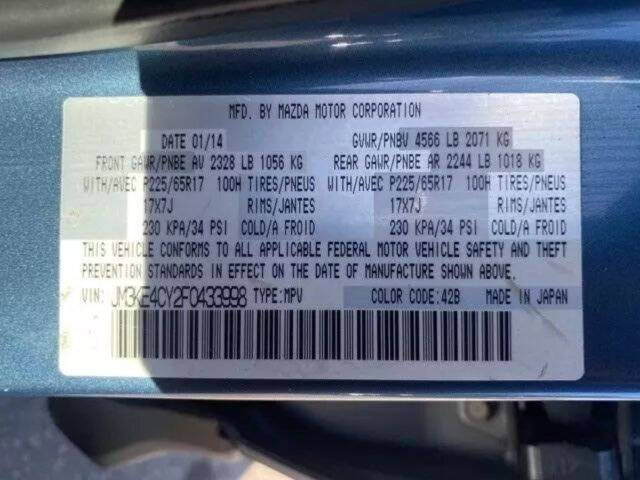 MFD. BY MAZDA MOTOR CORPORATION
DATE 01/14 GVWR/PNBV 4566 LB 2071 KG
FRONT GAWR/PNBE AV 2328 LB 1056 KG REAR GAWR/PNBE AR 2244 LB 1018 KG
WITH/AVEC P225/65R17 100H TIRES/PNEUS WITH/AVEC P225/65R17 100H TIRES/PNEUS
17X7J RIMS/JANTES 17X7J RIMS/JANTES
230 KPA/34 PSI COLD/A FROID 230 KPA/34 PSI COLD/A FROID
THIS VEHICLE CONFORMS TO ALL APPLICABLE FEDERAL MOTOR VEHICLE SAFETY AND THEFT
PREVENTION STANDARDS IN EFFECT ON THE DATE OF MANUFACTURE SHOWN ABOVE.
VIN: JM3KE4CY2F0433998 TYPE:MPV COLOR CODE:42B MADE IN JAPAN